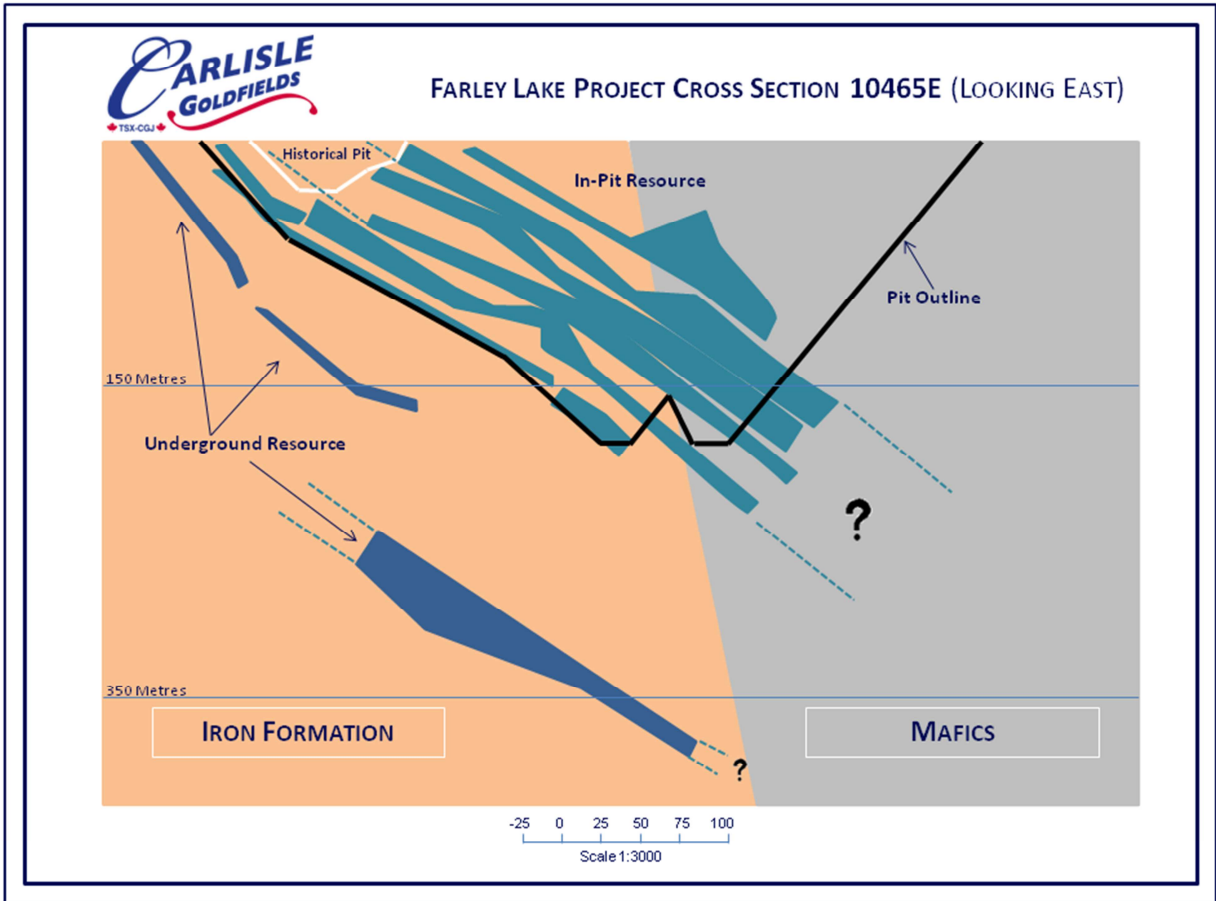 CARLISLE
GOLDFIELDS
TSX-CGJ
FARLEY LAKE PROJECT CROSS SECTION 10465E (LOOKING EAST)
Historical Pit
In-Pit Resource
Pit Outline
150 Metres
Underground Resource
?
350 Metres
IRON FORMATION
MAFICS
?
-25 0 25 50 75 100
Scale 1:3000